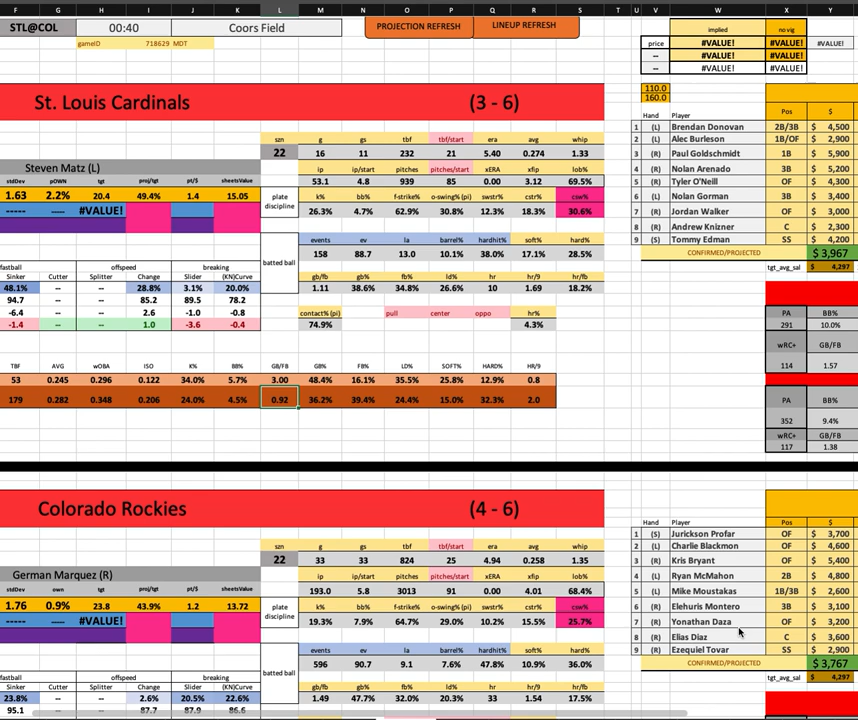 F G H I J K L M N O P Q R S T U V W X Y
STL@COL 00:40 Coors Field PROJECTION REFRESH LINEUP REFRESH implied no vig
gameID 718629 MDT price #VALUE! #VALUE! #VALUE!
-- #VALUE! #VALUE!
-- #VALUE! #VALUE!
110.0
160.0
St. Louis Cardinals (3 - 6)
Hand Player Pos $
szn g gs tbf tbf/start era avg whip
22 16 11 232 21 5.40 0.274 1.33
Steven Matz (L) ip ip/start pitches pitches/start xERA xfip lob%
stdDev pOWN tgt proj/tgt pt/$ sheetsValue 53.1 4.8 939 85 0.00 3.12 69.5%
1.63 2.2% 20.4 49.4% 1.4 15.05 plate discipline k% bb% f-strike% o-swing% (pi) swstr% cstr% csw%
----- ----- #VALUE! 26.3% 4.7% 62.9% 30.8% 12.3% 18.3% 30.6%
batted ball events ev la barrel% hardhit% soft% hard%
158 88.7 13.0 10.1% 38.0% 17.1% 28.5%
fastball offspeed breaking gb/fb gb% fb% ld% hr hr/9 hr/fb
Sinker Cutter Splitter Change Slider (KN)Curve
48.1% -- -- 28.8% 3.1% 20.0% 1.11 38.6% 34.8% 26.6% 10 1.69 18.2%
94.7 -- -- 85.2 89.5 78.2
-6.4 -- -- 2.6 -1.0 -0.8 contact% (pi) pull center oppo hr%
-1.4 -- -- 1.0 -3.6 -0.4 74.9% 4.3%
TBF AVG wOBA ISO K% BB% GB/FB GB% FB% LD% SOFT% HARD% HR/9
53 0.245 0.296 0.122 34.0% 5.7% 3.00 48.4% 16.1% 35.5% 25.8% 12.9% 0.8
179 0.282 0.348 0.206 24.0% 4.5% 0.92 36.2% 39.4% 24.4% 15.0% 32.3% 2.0
1 (L) Brendan Donovan 2B/3B $ 4,500
2 (L) Alec Burleson 1B/OF $ 2,900
3 (R) Paul Goldschmidt 1B $ 5,900
4 (R) Nolan Arenado 3B $ 5,200
5 (R) Tyler O'Neill OF $ 4,300
6 (L) Nolan Gorman 3B $ 3,400
7 (R) Jordan Walker OF $ 3,000
8 (R) Andrew Knizner C $ 2,300
9 (S) Tommy Edman SS $ 4,200
CONFIRMED/PROJECTED $ 3,967
tgt_avg_sal $ 4,297
PA BB%
291 10.0%
wRC+ GB/FB
114 1.57
PA BB%
352 9.4%
wRC+ GB/FB
117 1.38
Colorado Rockies (4 - 6)
Hand Player Pos $
szn g gs tbf tbf/start era avg whip
22 33 33 824 25 4.94 0.258 1.35
German Marquez (R) ip ip/start pitches pitches/start xERA xfip lob%
stdDev own tgt proj/tgt pt/$ sheetsValue 193.0 5.8 3013 91 0.00 4.01 68.4%
1.76 0.9% 23.8 43.9% 1.2 13.72 plate discipline k% bb% f-strike% o-swing% (pi) swstr% cstr% csw%
----- ----- #VALUE! 19.3% 7.9% 64.7% 29.0% 10.2% 15.5% 25.7%
batted ball events ev la barrel% hardhit% soft% hard%
596 90.7 9.1 7.6% 47.8% 10.9% 36.0%
fastball offspeed breaking gb/fb gb% fb% ld% hr hr/9 hr/fb
Sinker Cutter Splitter Change Slider (KN)Curve
23.8% -- -- 2.6% 20.5% 22.6% 1.49 47.7% 32.0% 20.3% 33 1.54 17.5%
95.1 87.7 87.9 86.6
1 (S) Jurickson Profar OF $ 3,700
2 (L) Charlie Blackmon OF $ 4,600
3 (R) Kris Bryant OF $ 5,400
4 (L) Ryan McMahon 2B $ 4,800
5 (L) Mike Moustakas 1B/3B $ 2,600
6 (R) Elehuris Montero 3B $ 3,100
7 (R) Yonathan Daza OF $ 3,200
8 (R) Elias Diaz C $ 3,600
9 (R) Ezequiel Tovar SS $ 2,900
CONFIRMED/PROJECTED $ 3,767
tgt_avg_sal $ 4,297